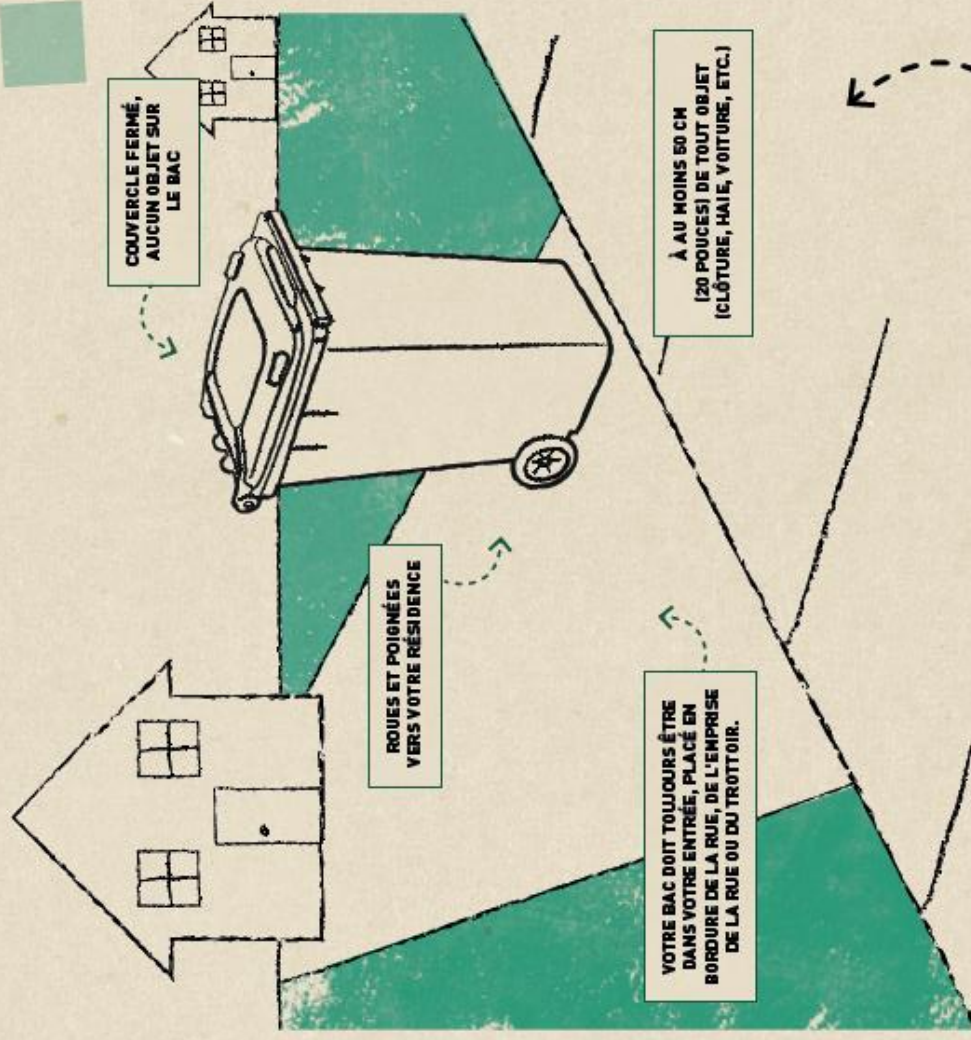 COUVERCLE FERMÉ,
AUCUN OBJET SUR
LE BAC
ROUES ET POIGNÉES
VERS VOTRE RÉSIDENCE
À AU MOINS 50 CM
(20 POUCES) DE TOUT OBJET
(CLÔTURE, HAIE, VOITURE, ETC.)
VOTRE BAC DOIT TOUJOURS ÊTRE
DANS VOTRE ENTRÉE, PLACÉ EN
BORDURE DE LA RUE, DE L'EMPRISE
DE LA RUE OU DU TROTTOIR.